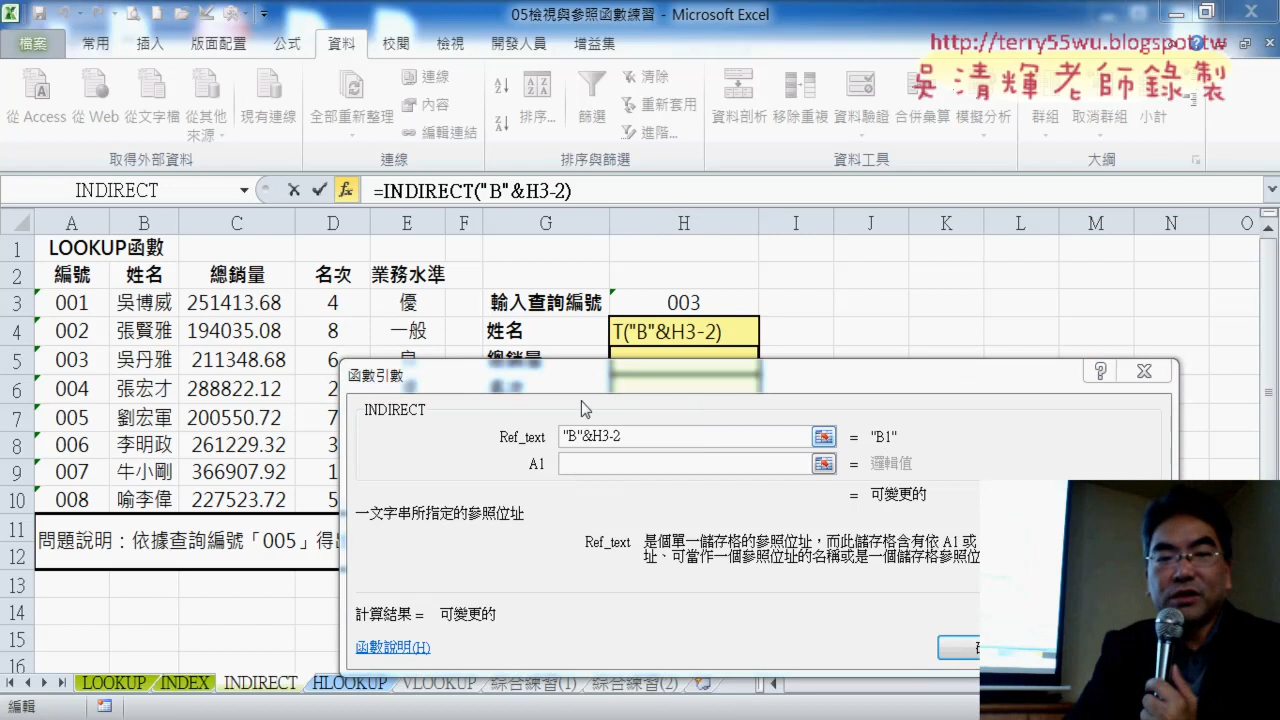 05檢視與參照函數練習 - Microsoft Excel
檔案 常用 插入 版面配置 公式 資料 校閱 檢視 開發人員 增益集
http://terry55wu.blogspot.tw
吳清輝老師錄製
從 Access 從 Web 從文字檔 從其他來源 現有連線 全部重新整理 連線 內容 編輯連結 排序... 篩選 清除 重新套用 進階... 資料剖析 移除重複 資料驗證 合併彙算 模擬分析 群組 取消群組 小計
取得外部資料 連線 排序與篩選 資料工具 大綱
INDIRECT =INDIRECT("B"&H3-2)
A B C D E F G H I J K L M N O
1 LOOKUP函數
2 編號 姓名 總銷量 名次 業務水準
3 001 吳博威 251413.68 4 優 輸入查詢編號 003
4 002 張賢雅 194035.08 8 一般 姓名 T("B"&H3-2)
5 003 吳丹雅 211348.68 6 良 總銷量
6 004 張宏才 288822.12 2
7 005 劉宏軍 200550.72 7
8 006 李明政 261229.32 3
9 007 牛小剛 366907.92 1
10 008 喻李偉 227523.72 5
11
問題說明：依據查詢編號「005」得
12
13
14
15
16
函數引數
INDIRECT
Ref_text "B"&H3-2 = "B1"
A1 = 邏輯值
= 可變更的
一文字串所指定的參照位址
Ref_text 是個單一儲存格的參照位址，而此儲存格含有依 A1 或
址、可當作一個參照位址的名稱或是一個儲存格參照位
計算結果 = 可變更的
函數說明(H)
LOOKUP INDEX INDIRECT HLOOKUP VLOOKUP 綜合練習(1) 綜合練習(2)
編輯